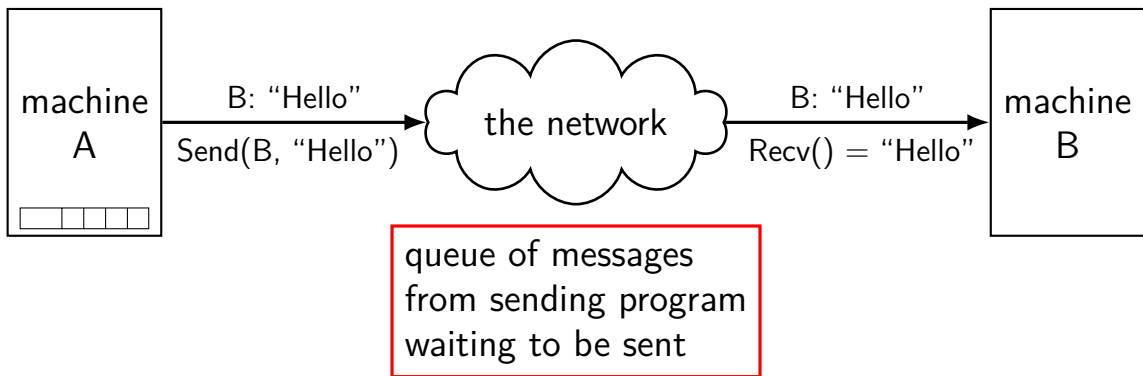 machine
A
B: “Hello”
Send(B, “Hello”)
the network
B: “Hello”
Recv() = “Hello”
machine
B
queue of messages
from sending program
waiting to be sent